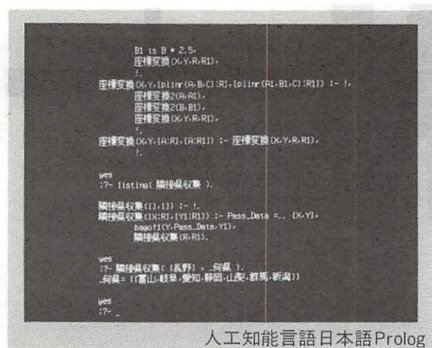 B1 is B * 2.5,
座標変換(X,Y,R,R1),
!.
座標変換(X,Y,[plinr(A,B,C):R],[plinr(A1,B1,C):R1]) :- !,
座標変換2(A,A1),
座標変換2(B,B1),
座標変換(X,Y,R,R1).
座標変換(X,Y,[A:R],[A:R1]) :- 座標変換(X,Y,R,R1),
!.
yes
!?- listing( 隣接県収集 ).
隣接県収集([],[]) :- !.
隣接県収集([X:R],[Y1:R1]) :- Pass_Data =.. [X,Y],
bagof1(Y,Pass_Data,Y1),
隣接県収集(R,R1).
yes
!?- 隣接県収集( [長野] , _何県 ).
_何県= [[富山,岐阜,愛知,静岡,山梨,群馬,新潟]]
yes
!?- _
人工知能言語日本語Prolog